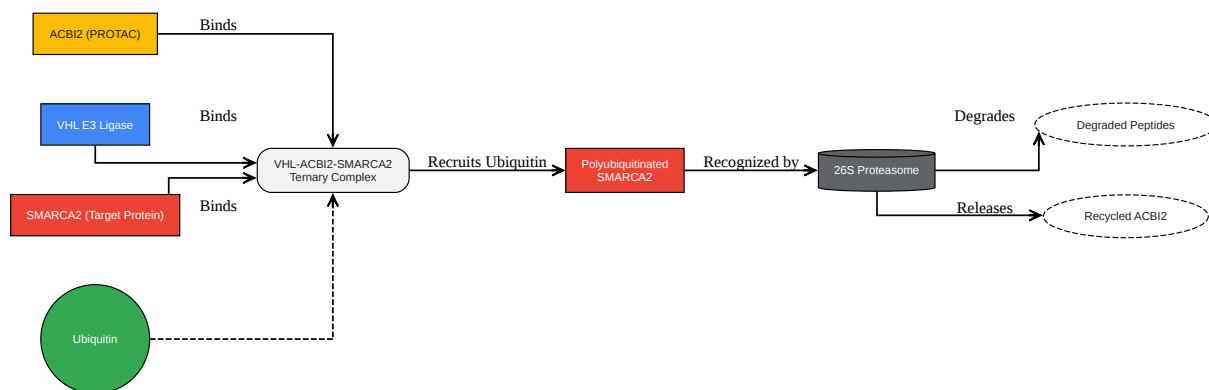 ACBI2 (PROTAC)
Binds
VHL E3 Ligase
Binds
SMARCA2 (Target Protein)
Binds
Ubiquitin
VHL-ACBI2-SMARCA2
Ternary Complex
Recruits Ubiquitin
Polyubiquitinated
SMARCA2
Recognized by
26S Proteasome
Degrades
Degraded Peptides
Releases
Recycled ACBI2